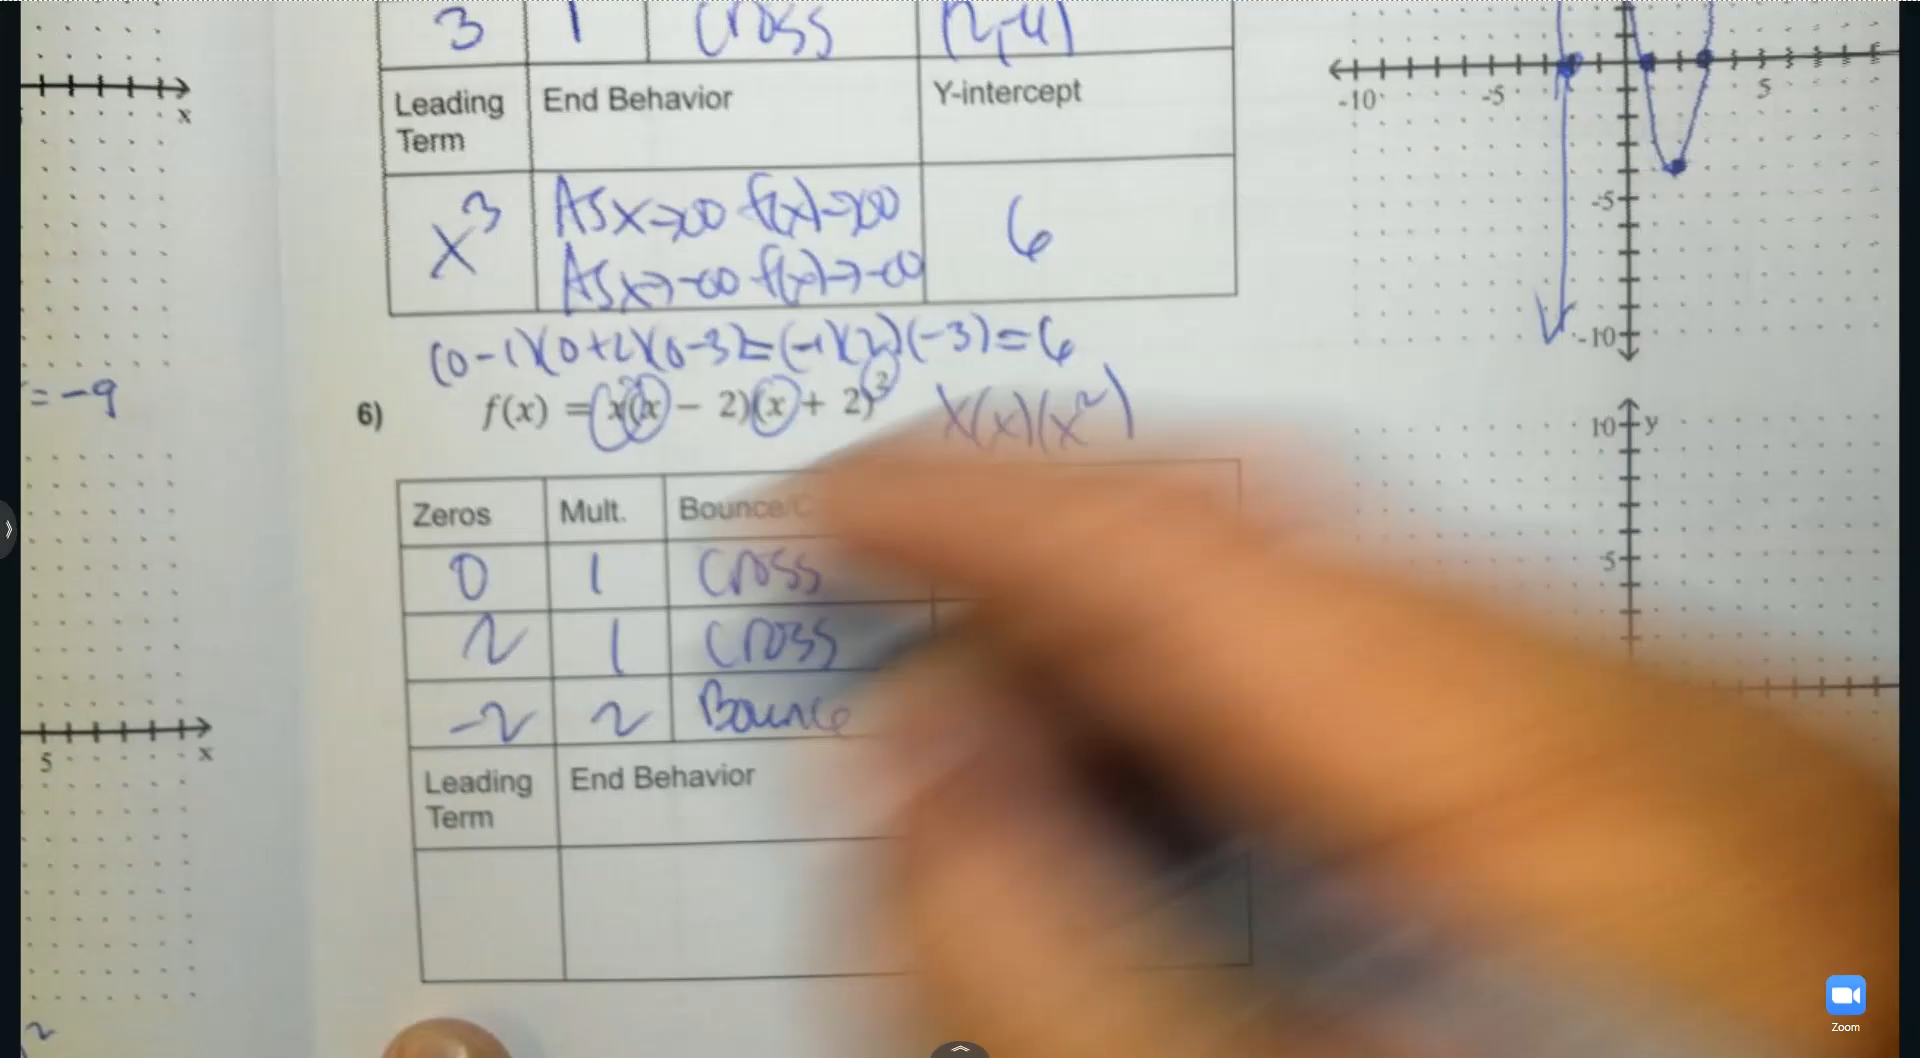 3 1 Cross (2,-4)
Leading Term End Behavior Y-intercept
x³ As x→∞ f(x)→∞ 6
As x→-∞ f(x)→-∞
(0-1)(0+2)(0-3)=(-1)(2)(-3)=6
= -9
6) f(x) = x(x − 2)(x + 2)² x(x)(x²)
Zeros Mult. Bounce/C
0 1 Cross
2 1 Cross
-2 2 Bounce
Leading Term End Behavior
x
5
x
2
-10 -5 5
-5
-10
10 y
5
Zoom